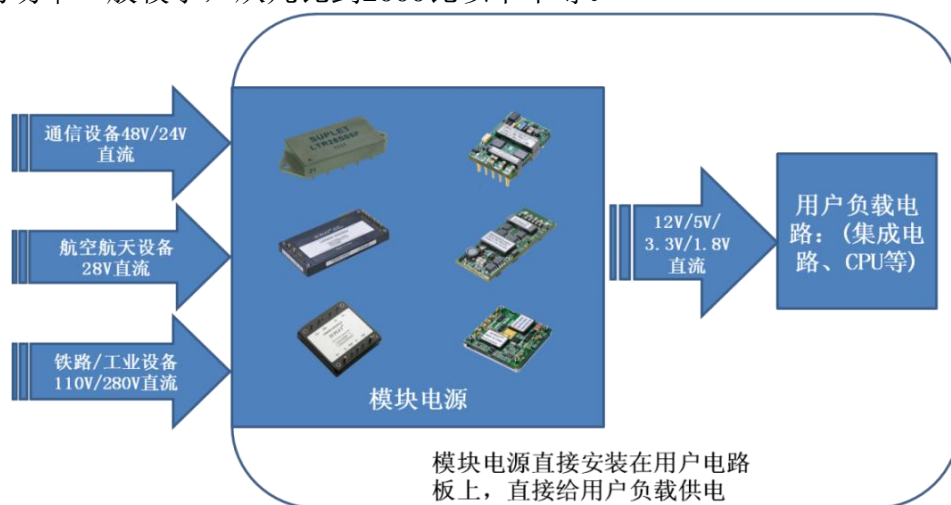 通信设备48V/24V
直流
航空航天设备
28V直流
铁路/工业设备
110V/280V直流
SUPLET
模块电源
12V/5V/
3.3V/1.8V
直流
用户负载电
路：(集成电
路、CPU等)
模块电源直接安装在用户电路
板上，直接给用户负载供电